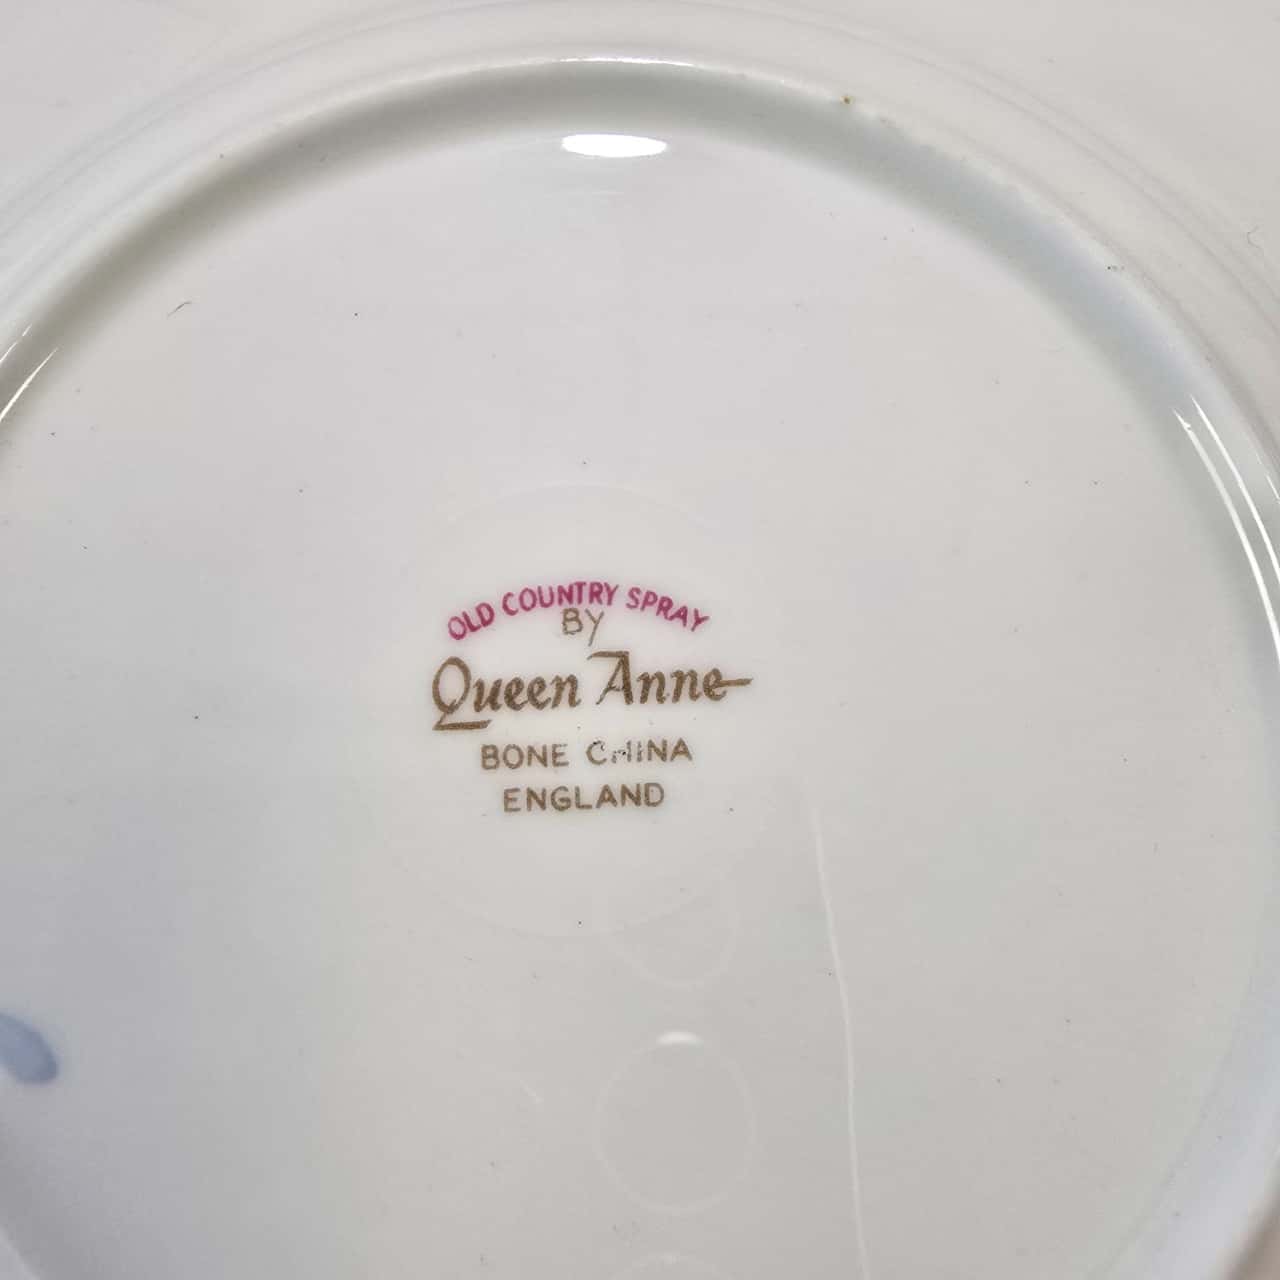 OLD COUNTRY SPRAY
BY
Queen Anne
BONE CHINA
ENGLAND